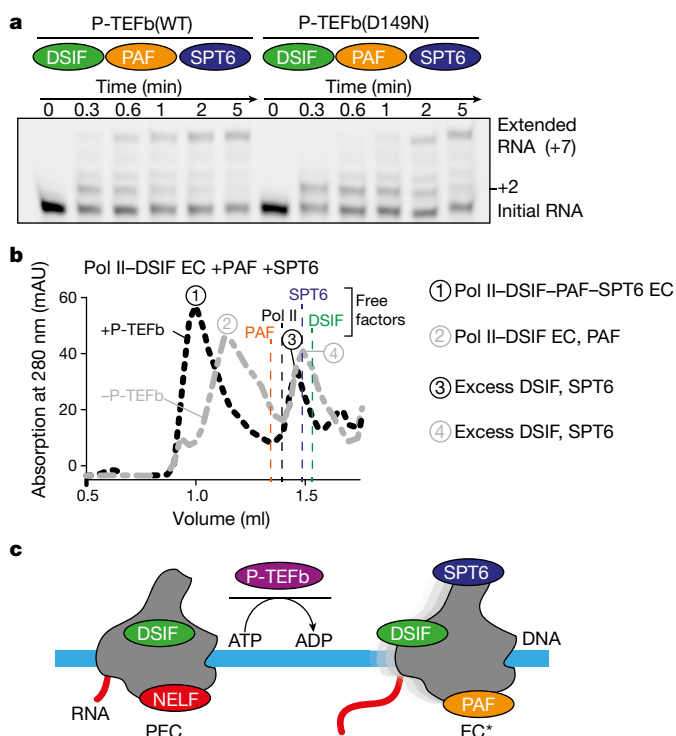 a
P-TEFb(WT) P-TEFb(D149N)
DSIF PAF SPT6 DSIF PAF SPT6
Time (min) Time (min)
0 0.3 0.6 1 2 5 0 0.3 0.6 1 2 5
Extended
RNA (+7)
+2
Initial RNA
b
Pol II–DSIF EC +PAF +SPT6
Absorption at 280 nm (mAU)
60
40
20
0
0.5 1.0 1.5
Volume (ml)
+P-TEFb
–P-TEFb
1
2
3
4
PAF
Pol II
SPT6
DSIF
Free
factors
1 Pol II–DSIF–PAF–SPT6 EC
2 Pol II–DSIF EC, PAF
3 Excess DSIF, SPT6
4 Excess DSIF, SPT6
c
P-TEFb
SPT6
DSIF
ATP ADP
DSIF
DNA
NELF
RNA
PAF
PEC
EC*